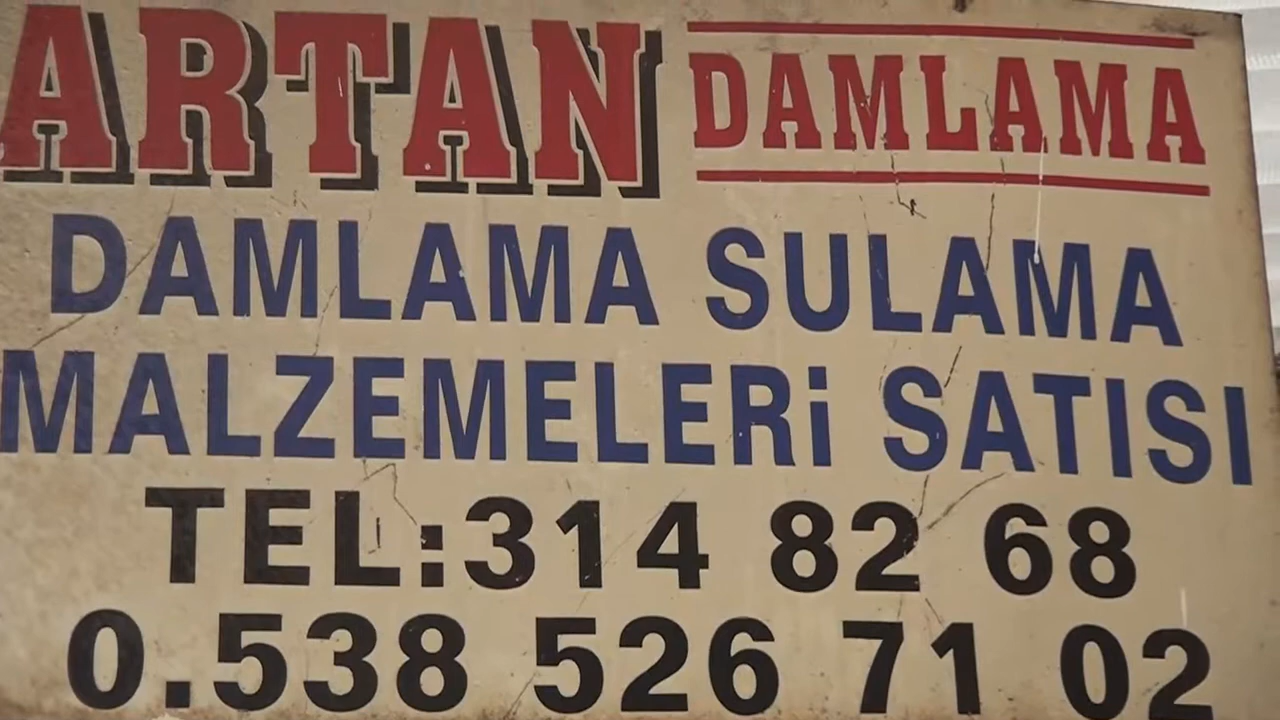 ARTAN DAMLAMA
DAMLAMA SULAMA
MALZEMELERi SATISI
TEL:314 82 68
0.538 526 71 02